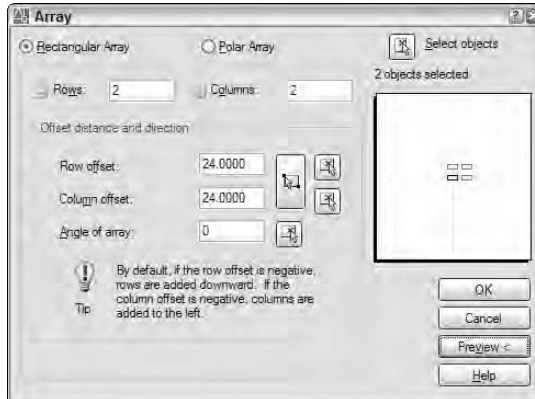 Array
Rectangular Array
Polar Array
Select objects
2 objects selected
Rows: 2
Columns: 2
Offset distance and direction
Row offset: 24.0000
Column offset: 24.0000
Angle of array: 0
By default, if the row offset is negative,
rows are added downward. If the
column offset is negative, columns are
added to the left.
Tip
OK
Cancel
Preview <
Help